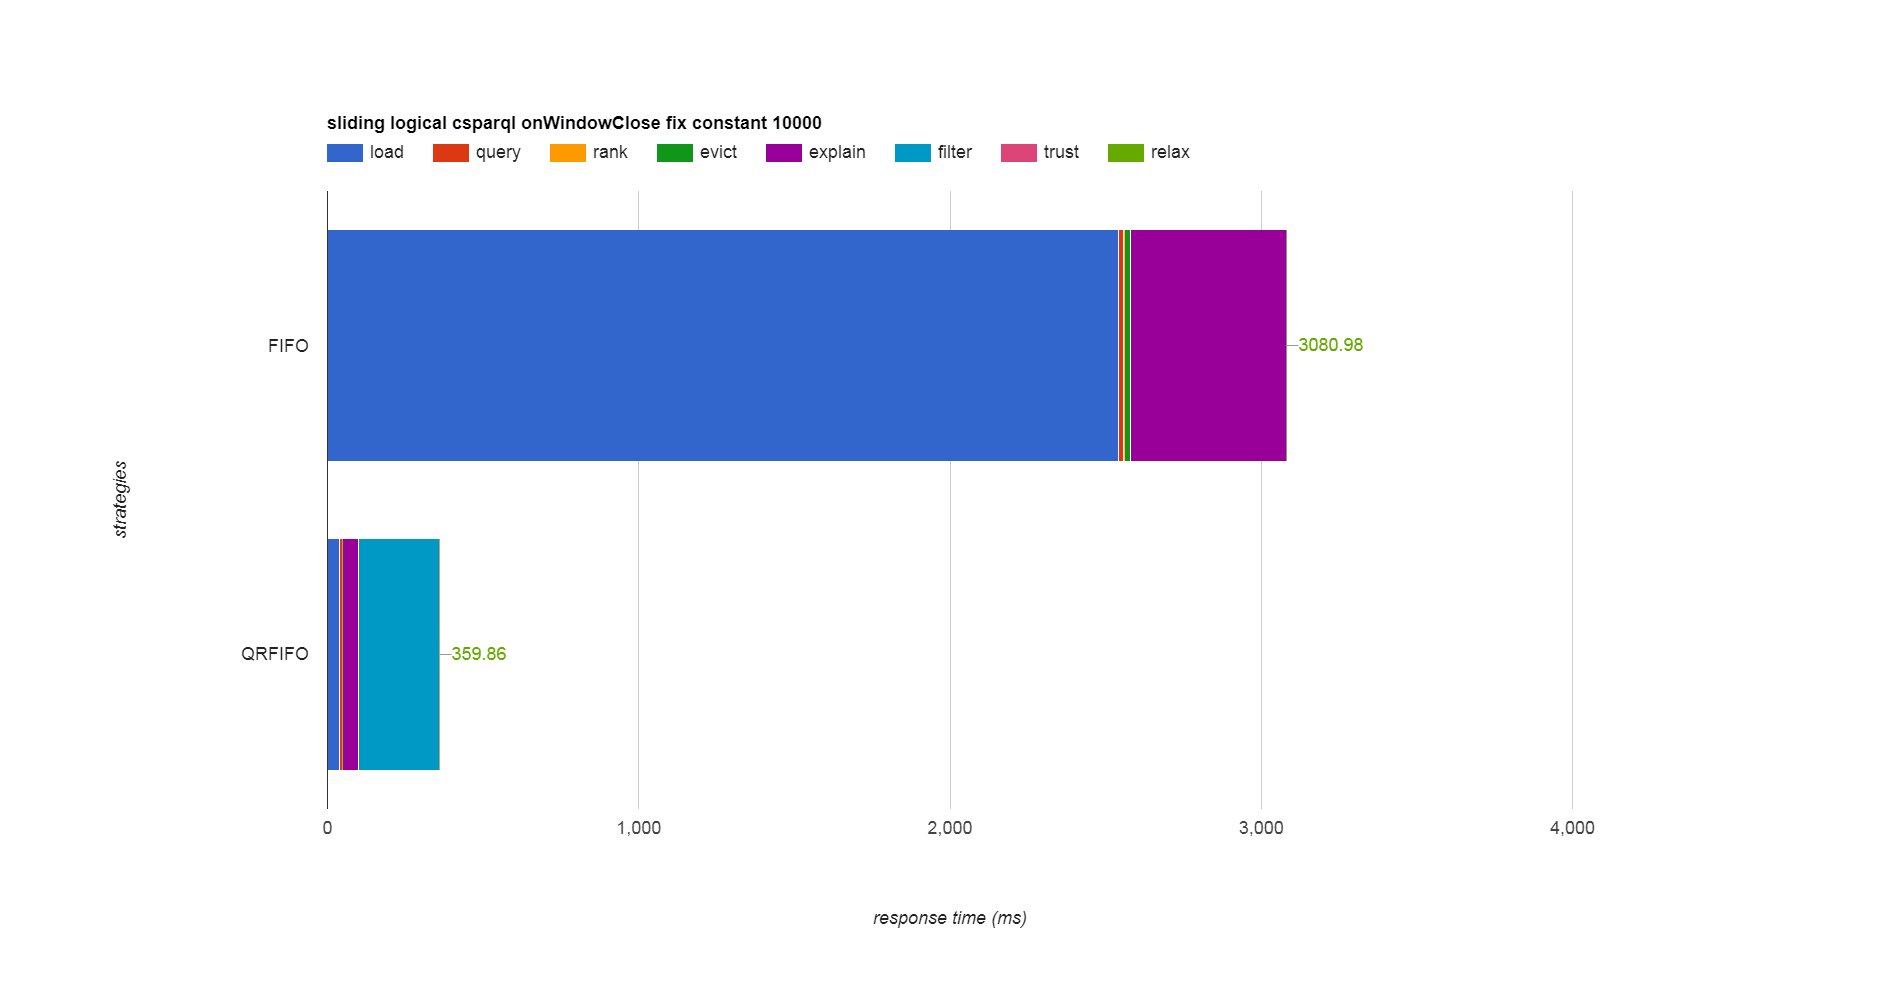 sliding logical csparql onWindowClose fix constant 10000
load query rank evict explain filter trust relax
FIFO
3080.98
strategies
QRFIFO
359.86
0 1,000 2,000 3,000 4,000
response time (ms)